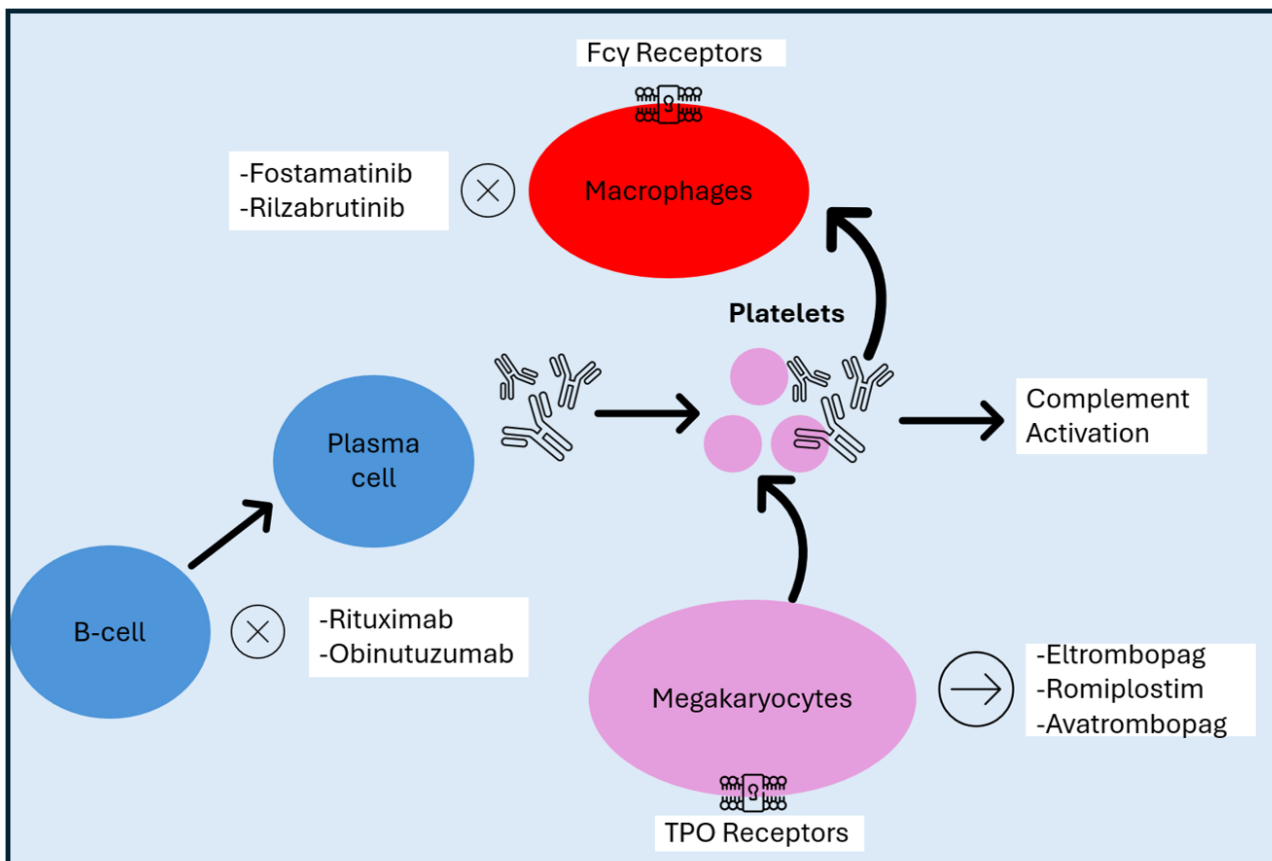 Fcγ Receptors
-Fostamatinib
-Rilzabrutinib
Macrophages
Platelets
Complement
Activation
Plasma
cell
B-cell
-Rituximab
-Obinutuzumab
Megakaryocytes
-Eltrombopag
-Romiplostim
-Avatrombopag
TPO Receptors